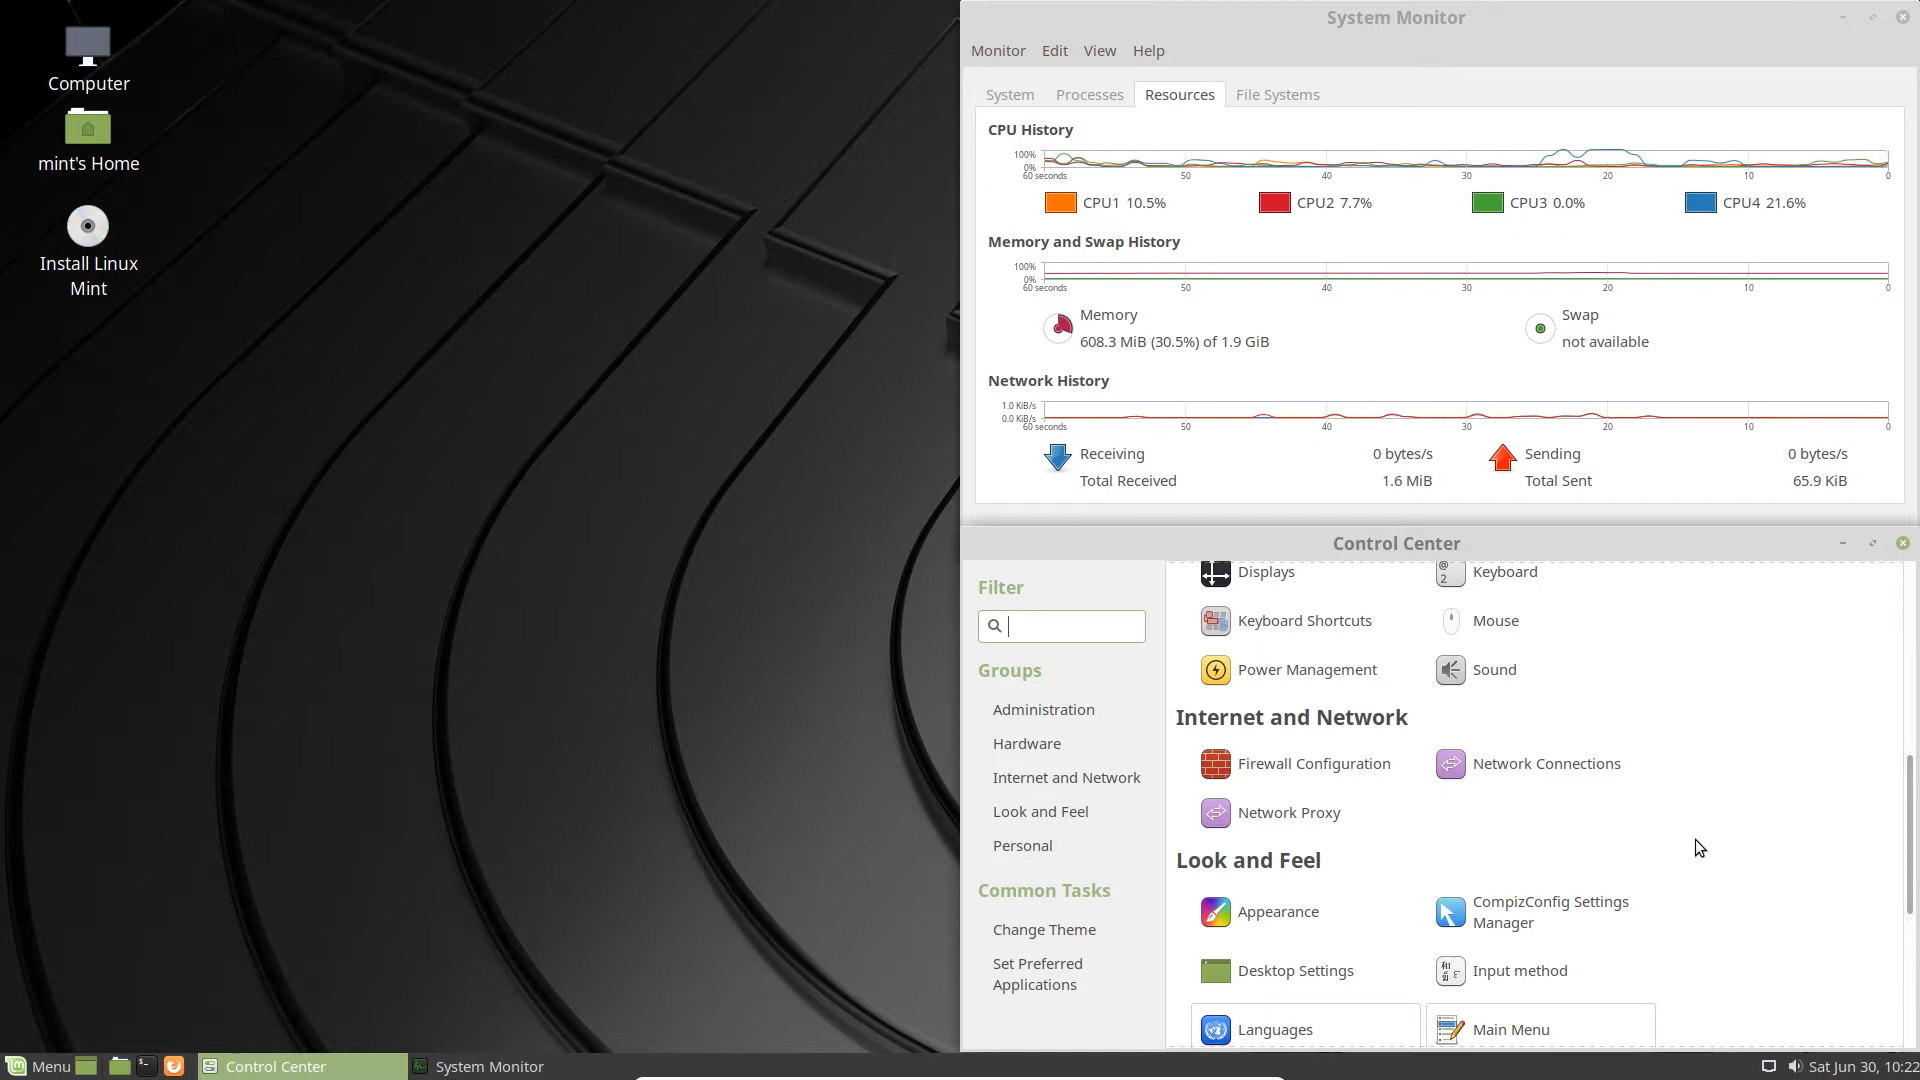 Computer
mint's Home
Install Linux
Mint
System Monitor
Monitor Edit View Help
System Processes Resources File Systems
CPU History
100%
0%
60 seconds 50 40 30 20 10 0
CPU1 10.5% CPU2 7.7% CPU3 0.0% CPU4 21.6%
Memory and Swap History
100%
0%
60 seconds 50 40 30 20 10 0
Memory Swap
608.3 MiB (30.5%) of 1.9 GiB not available
Network History
1.0 KiB/s
0.0 KiB/s
60 seconds 50 40 30 20 10 0
Receiving 0 bytes/s Sending 0 bytes/s
Total Received 1.6 MiB Total Sent 65.9 KiB
Control Center
Filter
Groups
Administration
Hardware
Internet and Network
Look and Feel
Personal
Common Tasks
Change Theme
Set Preferred
Applications
Displays Keyboard
Keyboard Shortcuts Mouse
Power Management Sound
Internet and Network
Firewall Configuration Network Connections
Network Proxy
Look and Feel
Appearance CompizConfig Settings
Manager
Desktop Settings Input method
Languages Main Menu
Menu Control Center System Monitor Sat Jun 30, 10:22